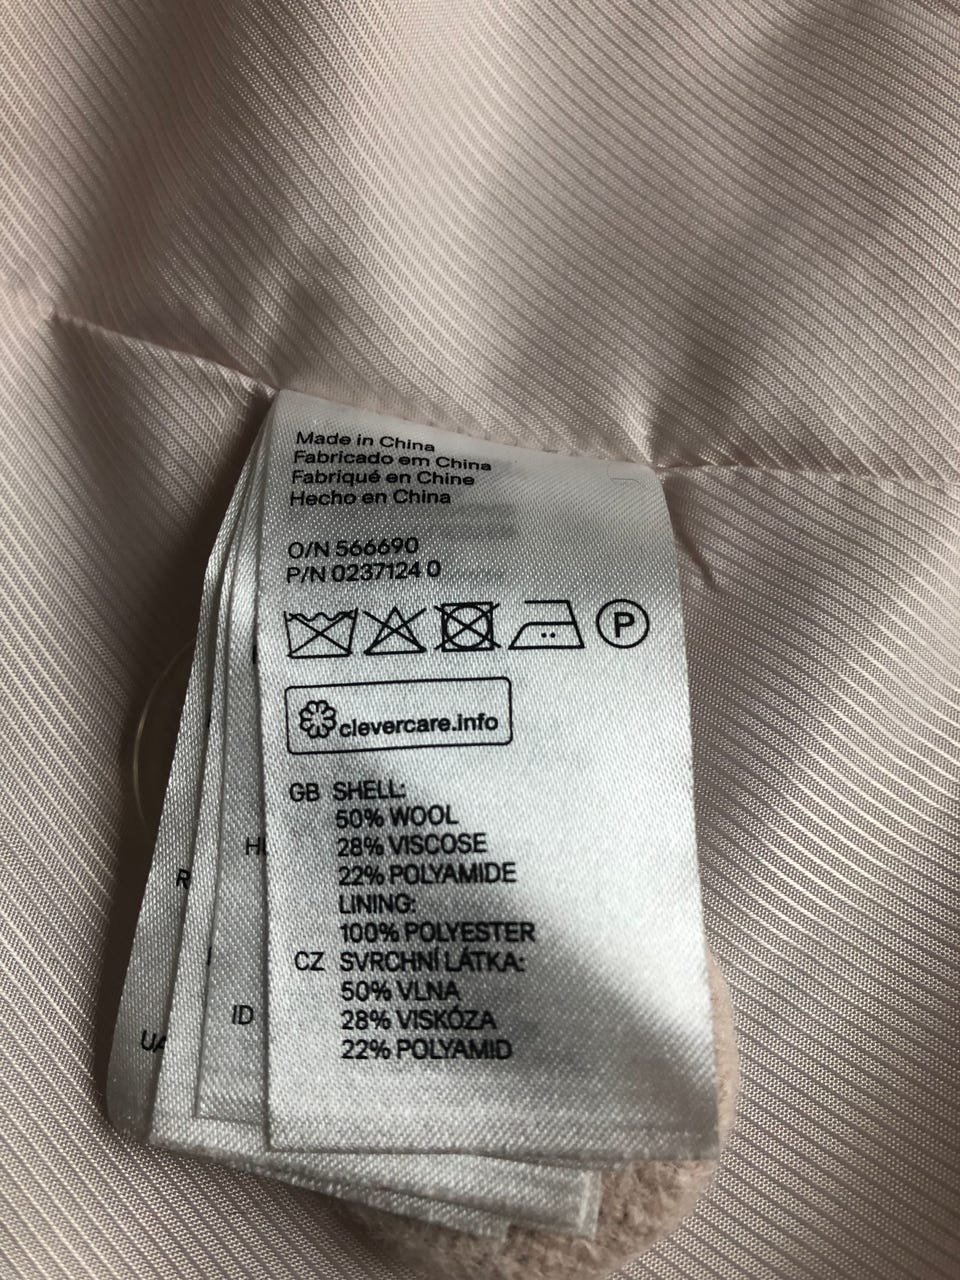 Made in China
Fabricado em China
Fabriqué en Chine
Hecho en China
O/N 566690
P/N 0237124 0
P
clevercare.info
GB SHELL:
50% WOOL
28% VISCOSE
22% POLYAMIDE
LINING:
100% POLYESTER
CZ SVRCHNÍ LÁTKA:
50% VLNA
28% VISKÓZA
22% POLYAMID
R
ID